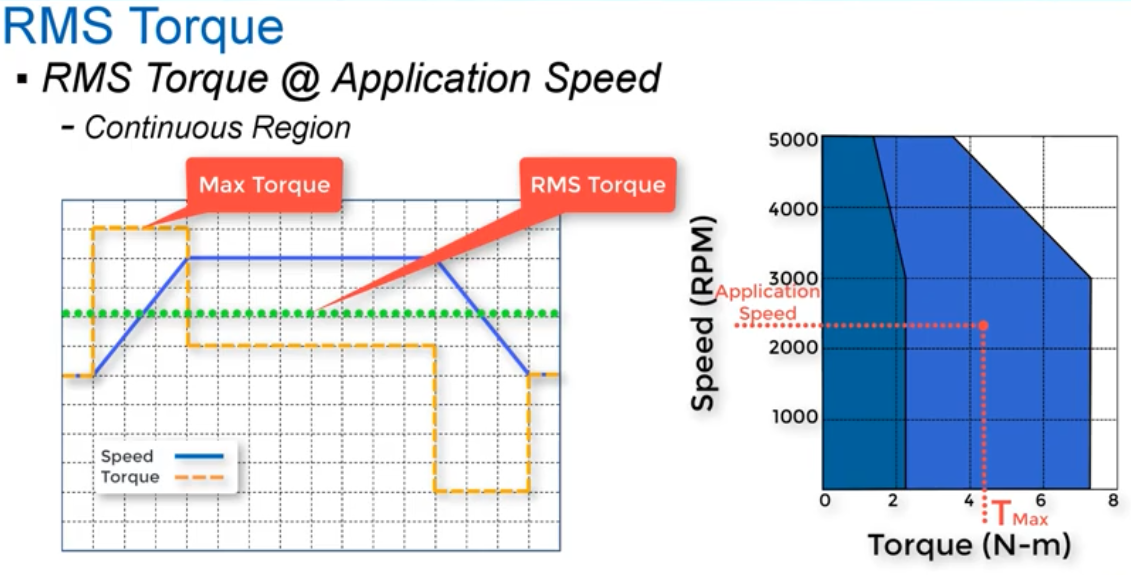 RMS Torque
▪ RMS Torque @ Application Speed
- Continuous Region
Max Torque
RMS Torque
Speed
Torque
Speed (RPM)
5000
4000
3000
Application
Speed
2000
1000
0 2 4 6 8
TMax
Torque (N-m)